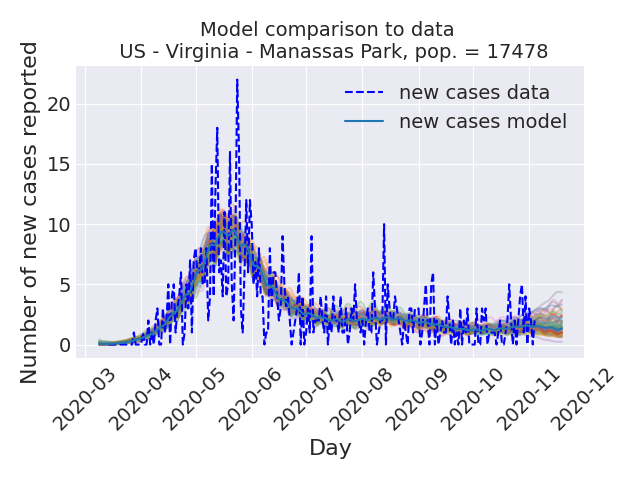 Model comparison to data
US - Virginia - Manassas Park, pop. = 17478
Number of new cases reported
20
15
10
5
0
new cases data
new cases model
2020-03
2020-04
2020-05
2020-06
2020-07
2020-08
2020-09
2020-10
2020-11
2020-12
Day